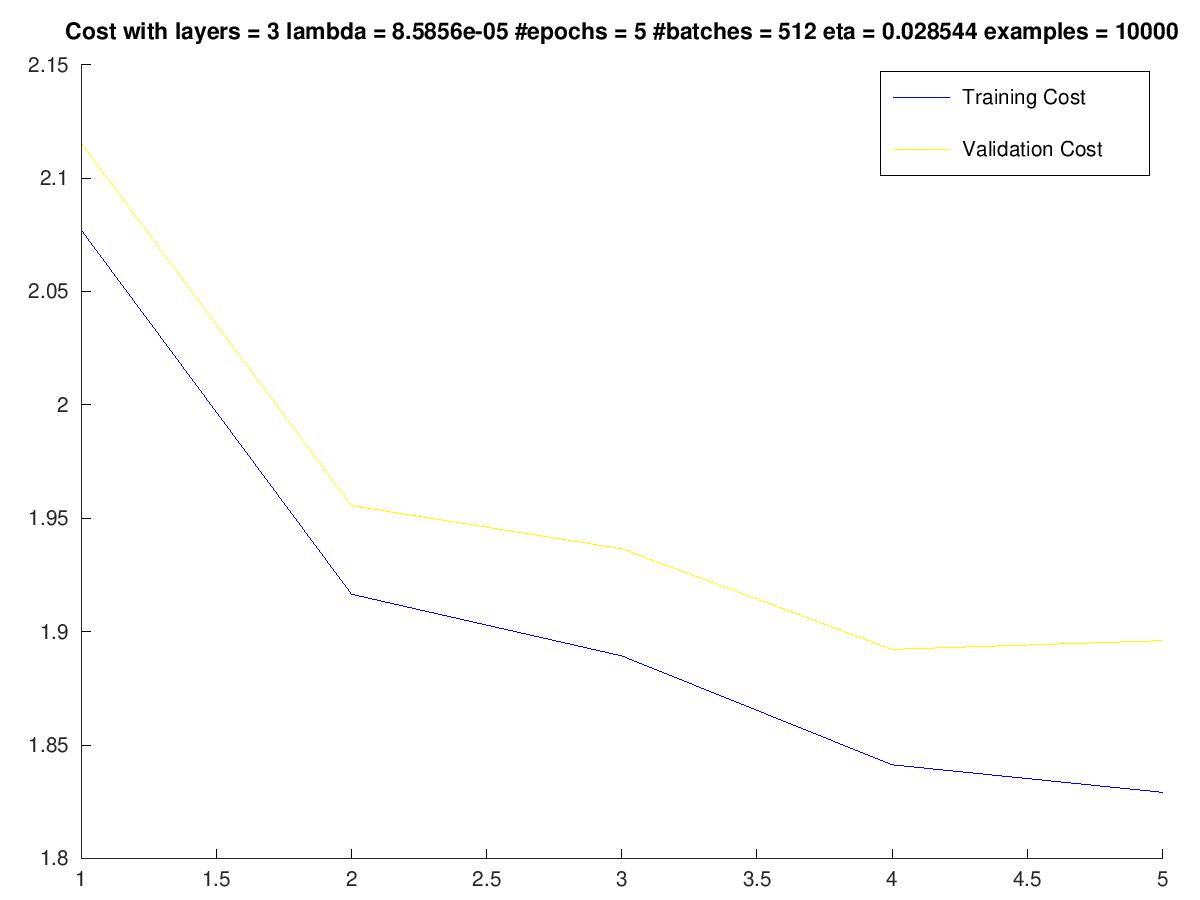 Cost with layers = 3 lambda = 8.5856e-05 #epochs = 5 #batches = 512 eta = 0.028544 examples = 10000
2.15
Training Cost
Validation Cost
2.1
2.05
2
1.95
1.9
1.85
1.8
1 1.5 2 2.5 3 3.5 4 4.5 5